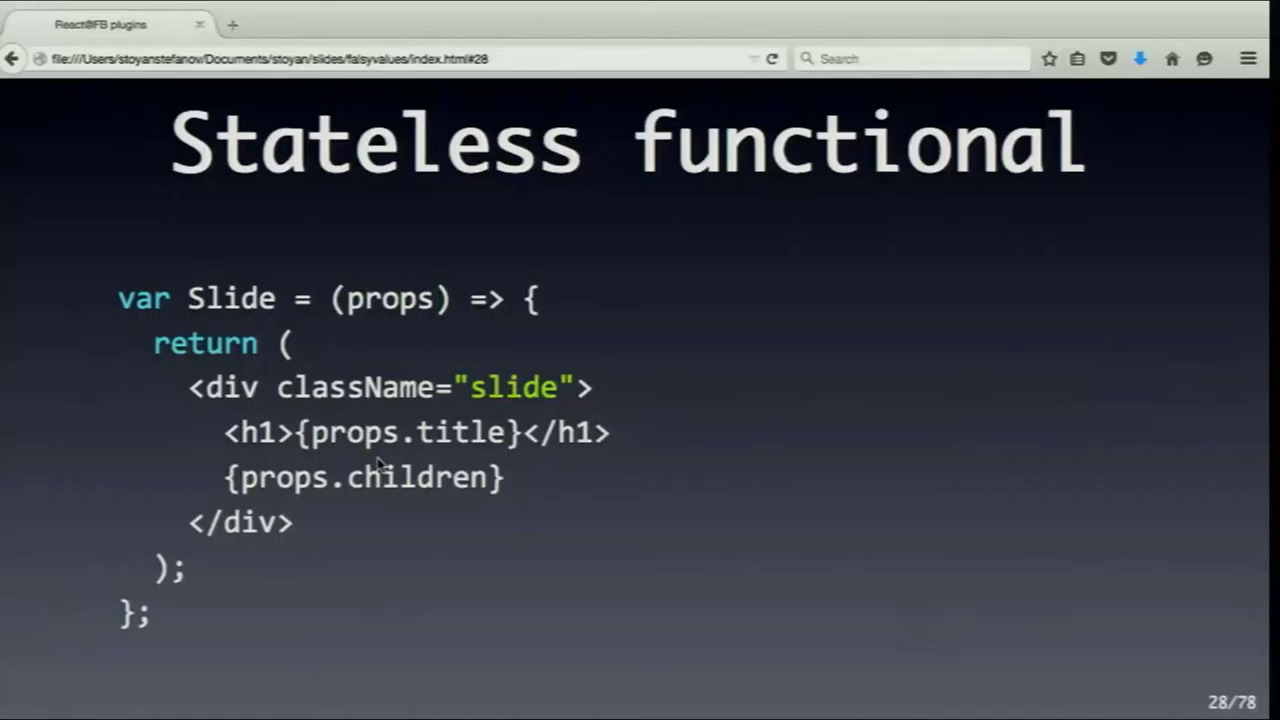 React@FB plugins
file:///Users/stoyanstefanov/Documents/stoyan/slides/falsyvalues/index.html#28
Search
Stateless functional
var Slide = (props) => {
return (
<div className="slide">
<h1>{props.title}</h1>
{props.children}
</div>
);
};
28/78